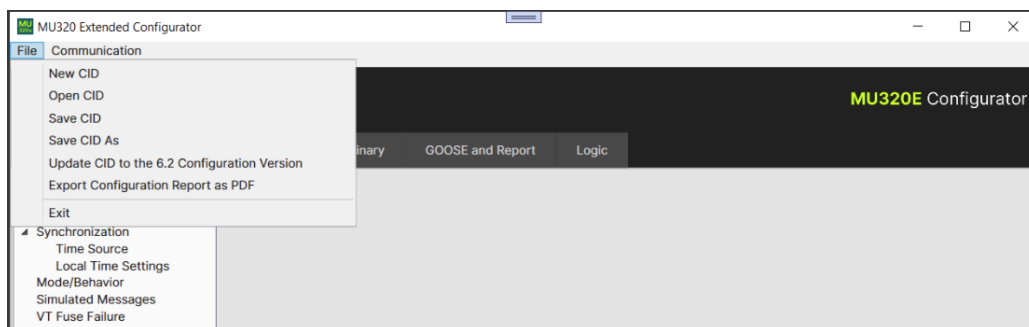 MU320 Extended Configurator
File Communication
New CID
Open CID
Save CID
Save CID As
Update CID to the 6.2 Configuration Version
Export Configuration Report as PDF
Exit
MU320E Configurator
inary GOOSE and Report Logic
Synchronization
Time Source
Local Time Settings
Mode/Behavior
Simulated Messages
VT Fuse Failure